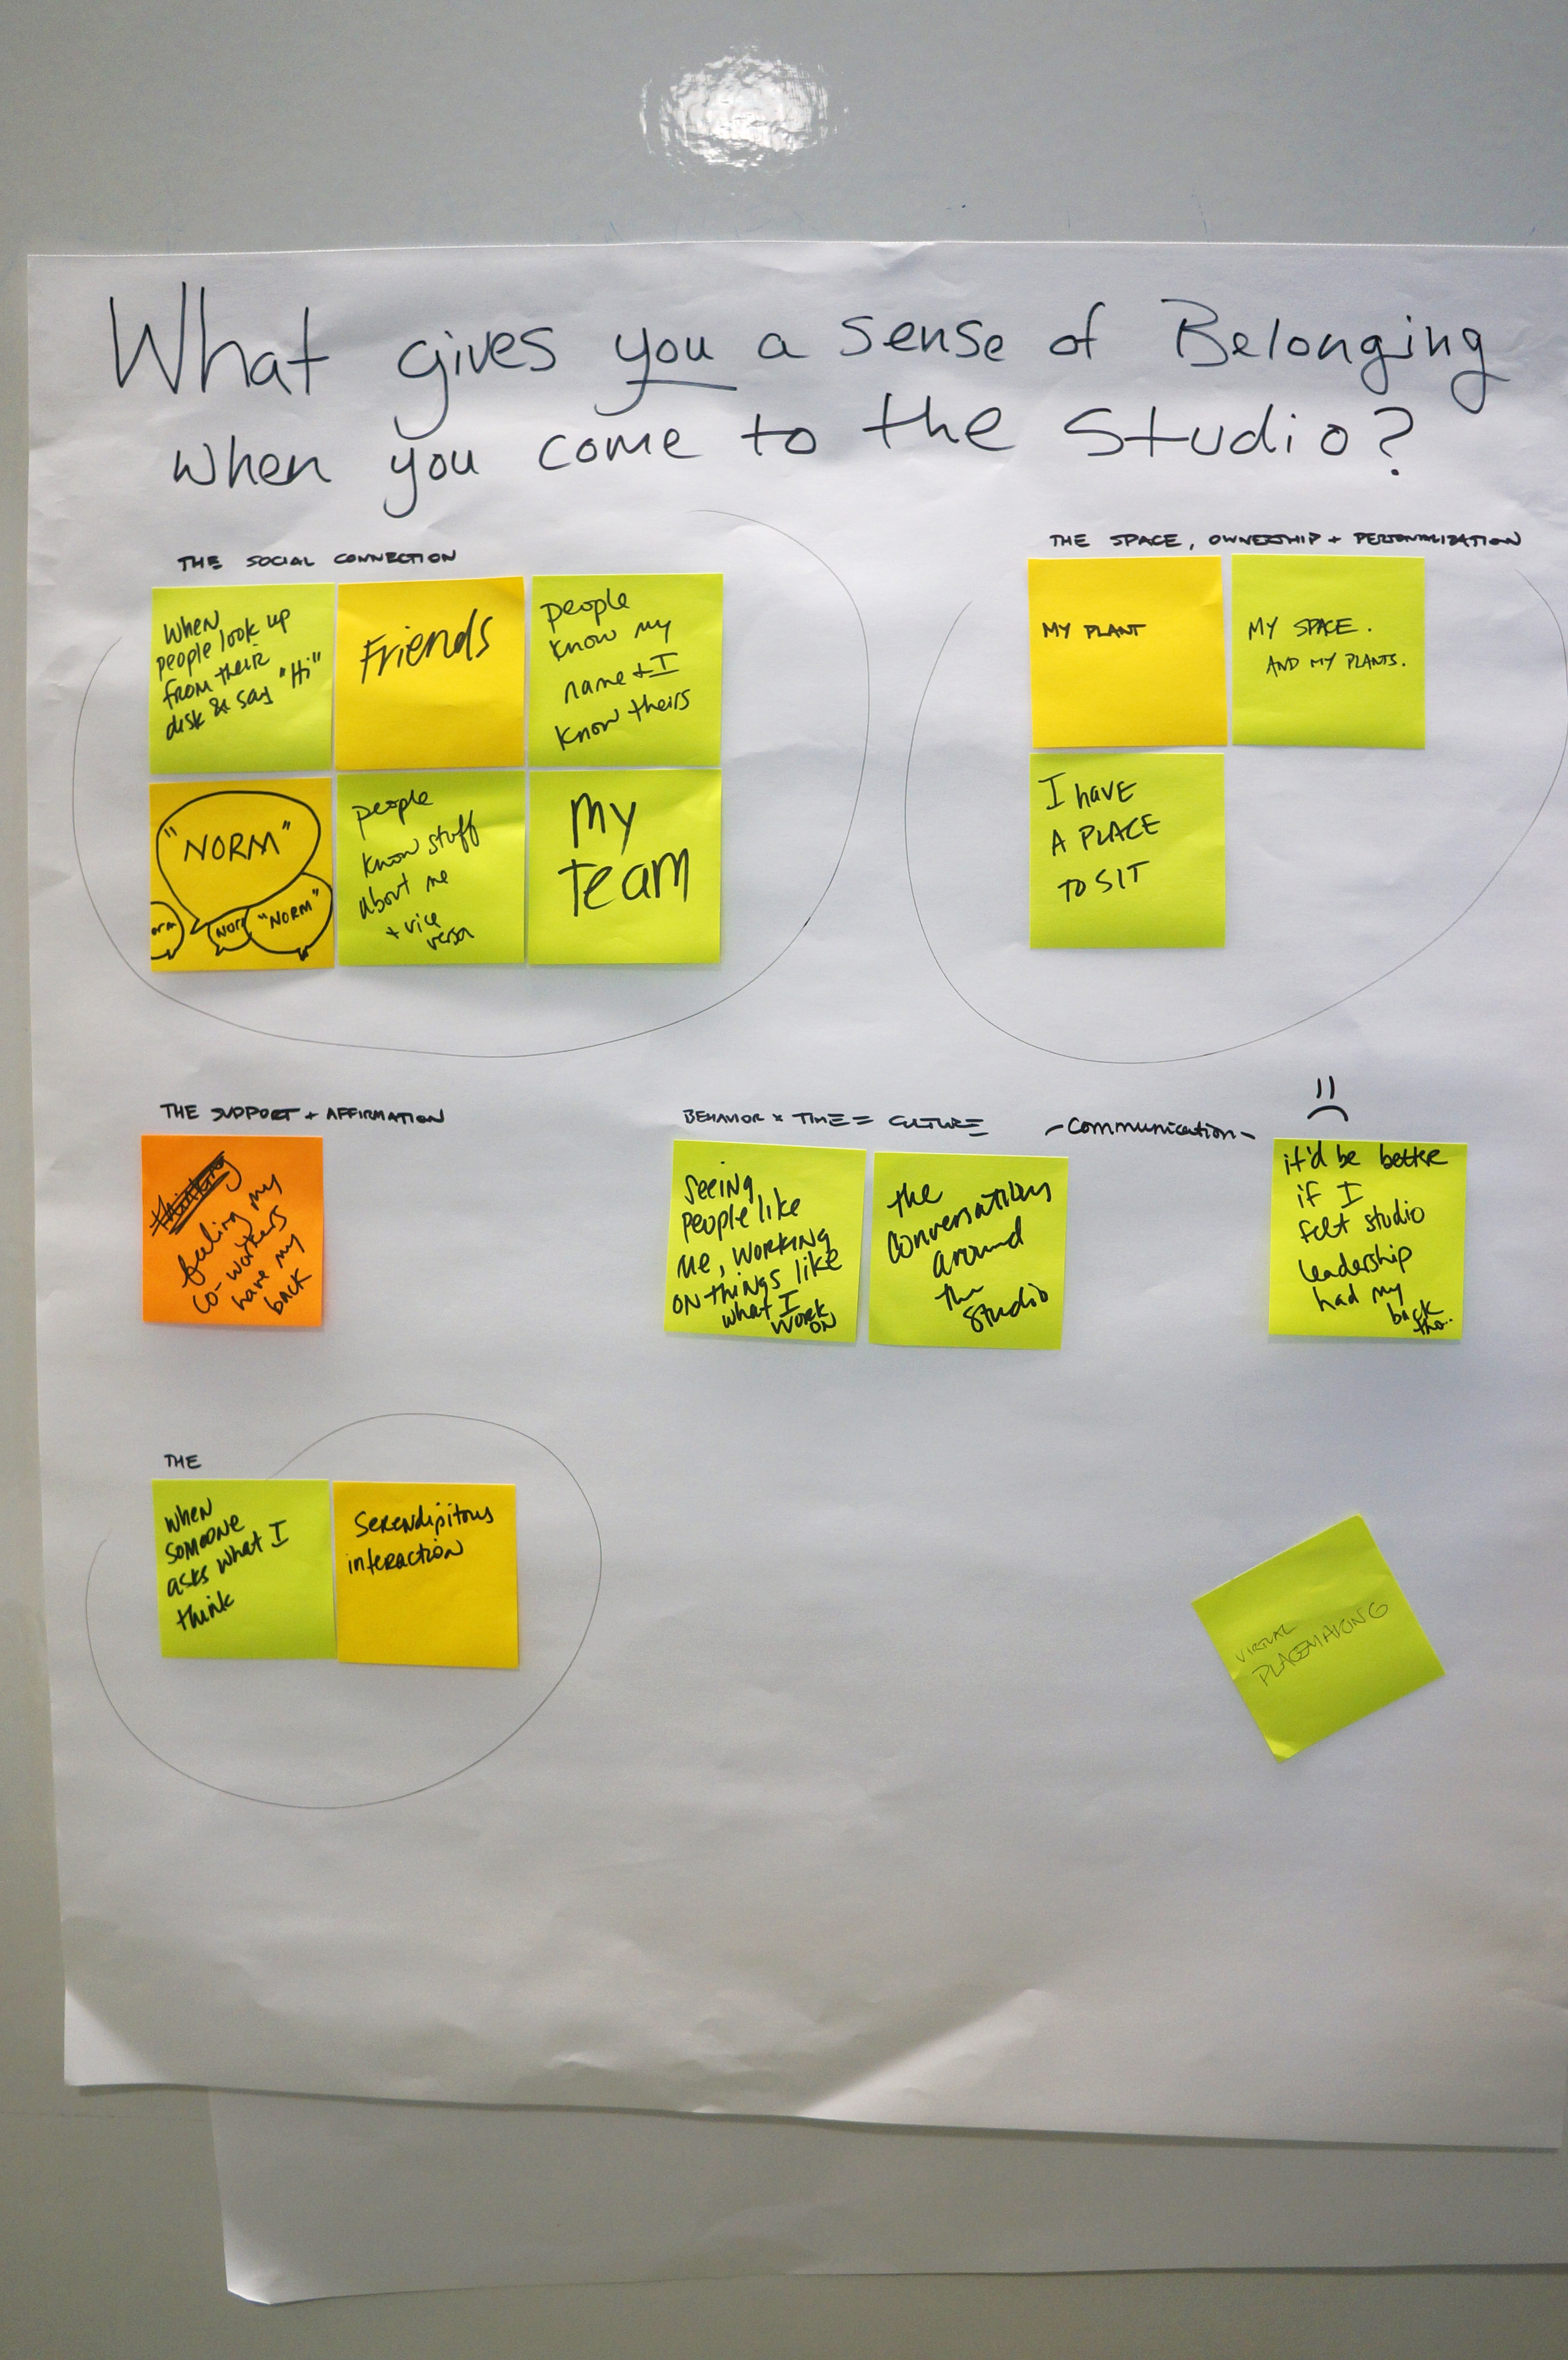 What gives you a sense of Belonging
when you come to the Studio?
THE SOCIAL CONNECTION
When
people look up
from their
disk & say "Hi"
Friends
people
know my
name + I
know theirs
"NORM"
orm
NOR
"NORM"
people
know stuff
about me
+ vice
versa
My
team
THE SPACE, OWNERSHIP + PERSONALIZATION
MY PLANT
MY SPACE.
AND MY PLANTS.
I have
A PLACE
TO SIT
THE SUPPORT + AFFIRMATION
feeling my
co-workers
have my
back
BEHAVIOR x TIME = CULTURE
seeing
people like
me, working
on things like
what I
work
on
the
conversations
around
the
studio
-Communication-
it'd be better
if I
felt studio
leadership
had my
back
tho..
THE
when
someone
asks what I
think
Serendipitous
interaction
VIRTUAL
PLACEMAKING